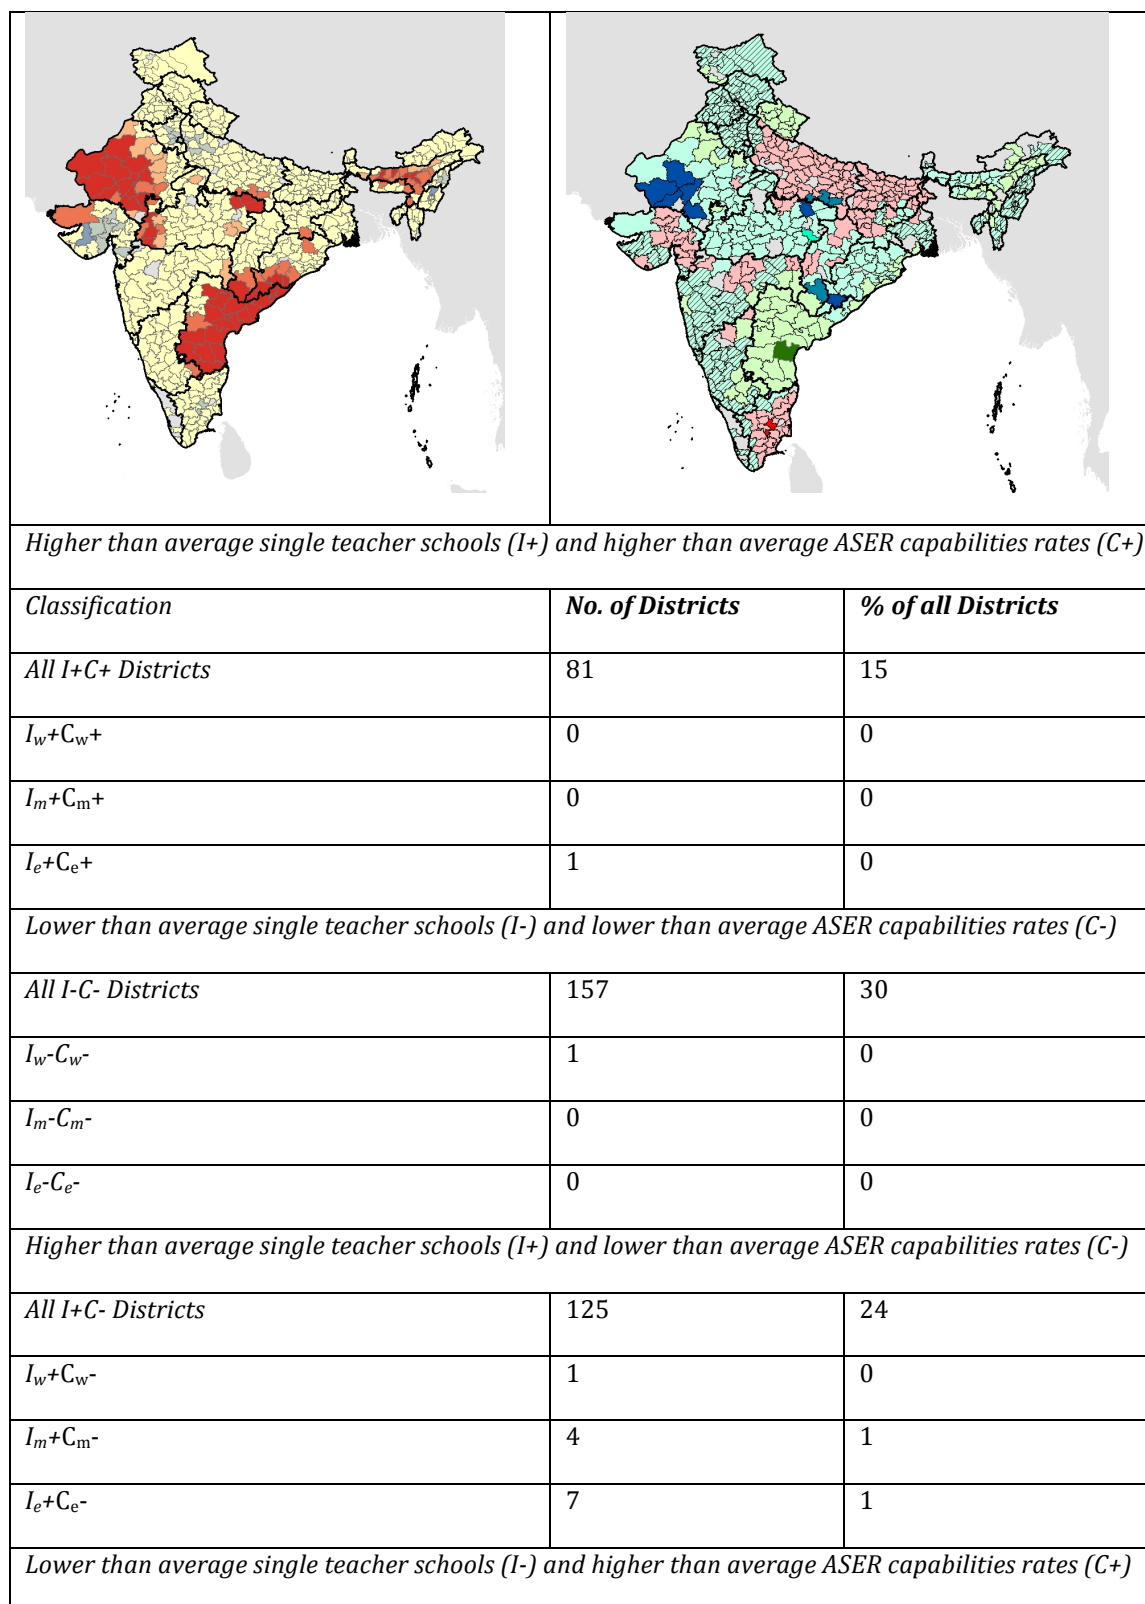 Higher than average single teacher schools (I+) and higher than average ASER capabilities rates (C+)
Classification No. of Districts % of all Districts
All I+C+ Districts 81 15
Iw+Cw+ 0 0
Im+Cm+ 0 0
Ie+Ce+ 1 0
Lower than average single teacher schools (I-) and lower than average ASER capabilities rates (C-)
All I-C- Districts 157 30
Iw-Cw- 1 0
Im-Cm- 0 0
Ie-Ce- 0 0
Higher than average single teacher schools (I+) and lower than average ASER capabilities rates (C-)
All I+C- Districts 125 24
Iw+Cw- 1 0
Im+Cm- 4 1
Ie+Ce- 7 1
Lower than average single teacher schools (I-) and higher than average ASER capabilities rates (C+)